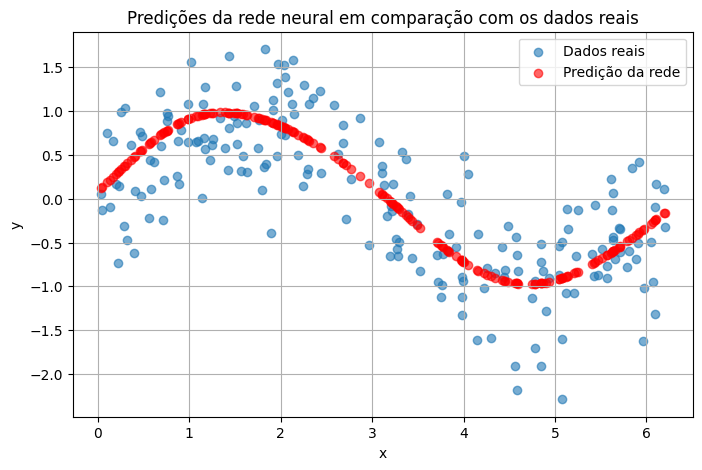 Predições da rede neural em comparação com os dados reais
Dados reais
Predição da rede
y
1.5
1.0
0.5
0.0
−0.5
−1.0
−1.5
−2.0
0 1 2 3 4 5 6
x